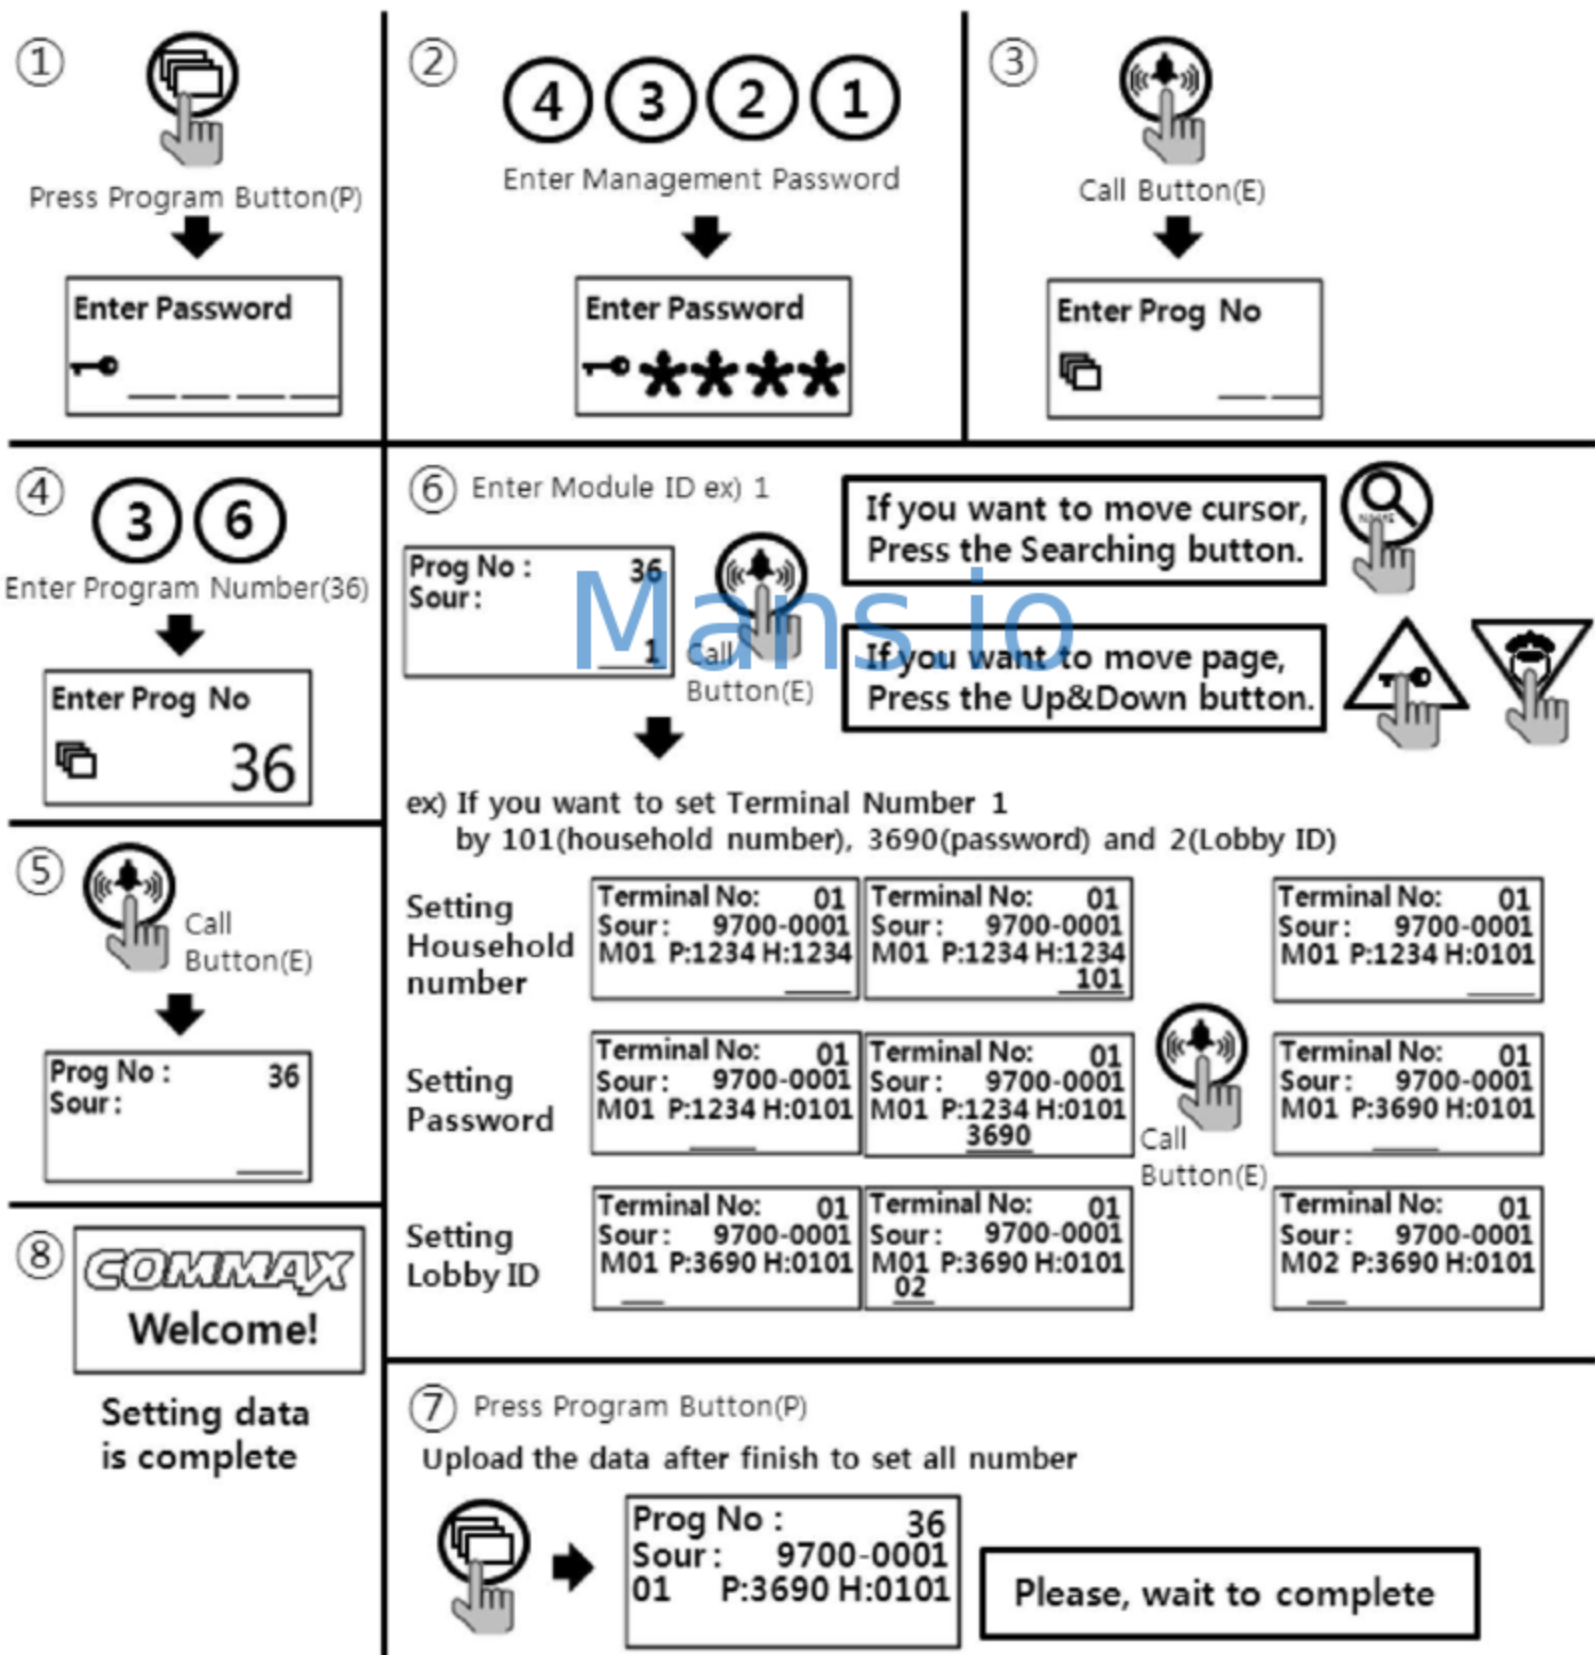 ①
Press Program Button(P)
Enter Password
②
4 3 2 1
Enter Management Password
Enter Password
③
Call Button(E)
Enter Prog No
④
3 6
Enter Program Number(36)
Enter Prog No
36
⑤
Call
Button(E)
Prog No : 36
Sour :
⑥ Enter Module ID ex) 1
Prog No : 36
Sour :
1
Call
Button(E)
If you want to move cursor,
Press the Searching button.
NAME
If you want to move page,
Press the Up&Down button.
Mans.io
ex) If you want to set Terminal Number 1
by 101(household number), 3690(password) and 2(Lobby ID)
Setting
Household
number
Terminal No: 01
Sour : 9700-0001
M01 P:1234 H:1234
Terminal No: 01
Sour : 9700-0001
M01 P:1234 H:1234
101
Terminal No: 01
Sour : 9700-0001
M01 P:1234 H:0101
Setting
Password
Terminal No: 01
Sour : 9700-0001
M01 P:1234 H:0101
Terminal No: 01
Sour : 9700-0001
M01 P:1234 H:0101
3690
Call
Button(E)
Terminal No: 01
Sour : 9700-0001
M01 P:3690 H:0101
Setting
Lobby ID
Terminal No: 01
Sour : 9700-0001
M01 P:3690 H:0101
Terminal No: 01
Sour : 9700-0001
M01 P:3690 H:0101
02
Terminal No: 01
Sour : 9700-0001
M02 P:3690 H:0101
⑦ Press Program Button(P)
Upload the data after finish to set all number
Prog No : 36
Sour : 9700-0001
01 P:3690 H:0101
Please, wait to complete
⑧
COMMAX
Welcome!
Setting data
is complete